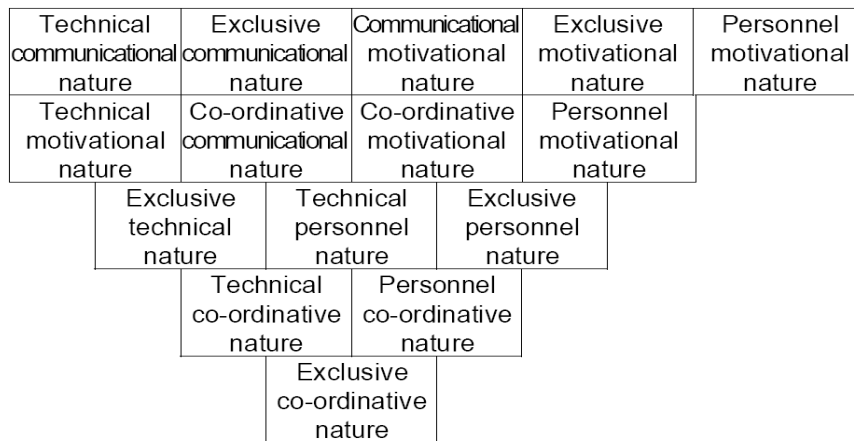 Technical
communicational
nature
Exclusive
communicational
nature
Communicational
motivational
nature
Exclusive
motivational
nature
Personnel
motivational
nature
Technical
motivational
nature
Co-ordinative
communicational
nature
Co-ordinative
motivational
nature
Personnel
motivational
nature
Exclusive
technical
nature
Technical
personnel
nature
Exclusive
personnel
nature
Technical
co-ordinative
nature
Personnel
co-ordinative
nature
Exclusive
co-ordinative
nature